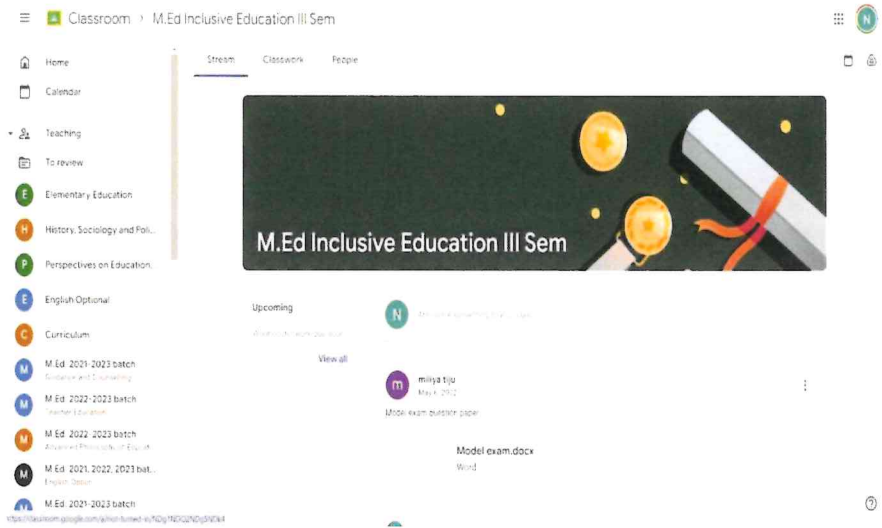 Classroom > M.Ed Inclusive Education III Sem
N
Home
Calendar
Teaching
To review
E Elementary Education
H History, Sociology and Poli...
P Perspectives on Education.
E English Optional
C Curriculum
M M.Ed. 2021-2023 batch
Guidance and Counselling
M M.Ed. 2022-2023 batch
Teacher Education
M M.Ed. 2022-2023 batch
M M.Ed. 2021, 2022, 2023 bat...
M M.Ed. 2021-2023 batch
Stream Classwork People
M.Ed Inclusive Education III Sem
Upcoming
View all
N
m miliya tiju
Model exam question paper
Model exam.docx
Word